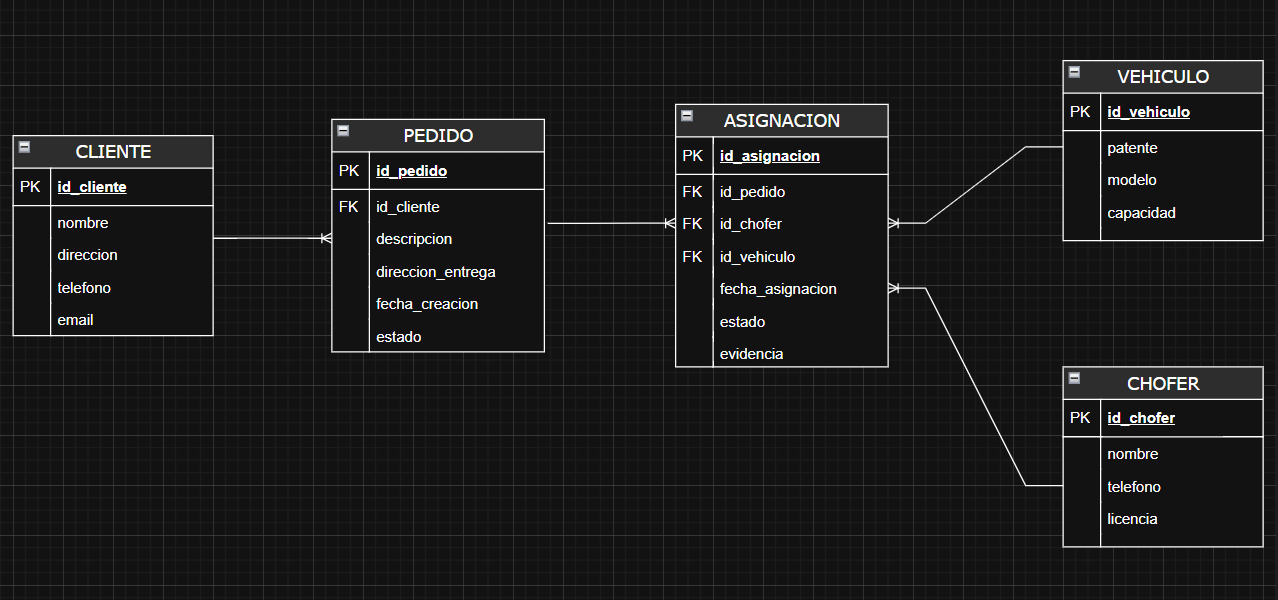 CLIENTE
PK id_cliente
nombre
direccion
telefono
email
PEDIDO
PK id_pedido
FK id_cliente
descripcion
direccion_entrega
fecha_creacion
estado
ASIGNACION
PK id_asignacion
FK id_pedido
FK id_chofer
FK id_vehiculo
fecha_asignacion
estado
evidencia
VEHICULO
PK id_vehiculo
patente
modelo
capacidad
CHOFER
PK id_chofer
nombre
telefono
licencia